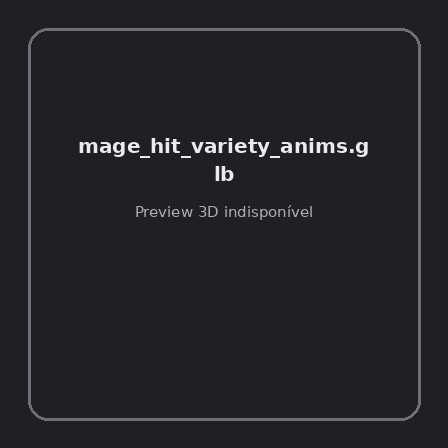 mage_hit_variety_anims.g
lb
Preview 3D indisponível